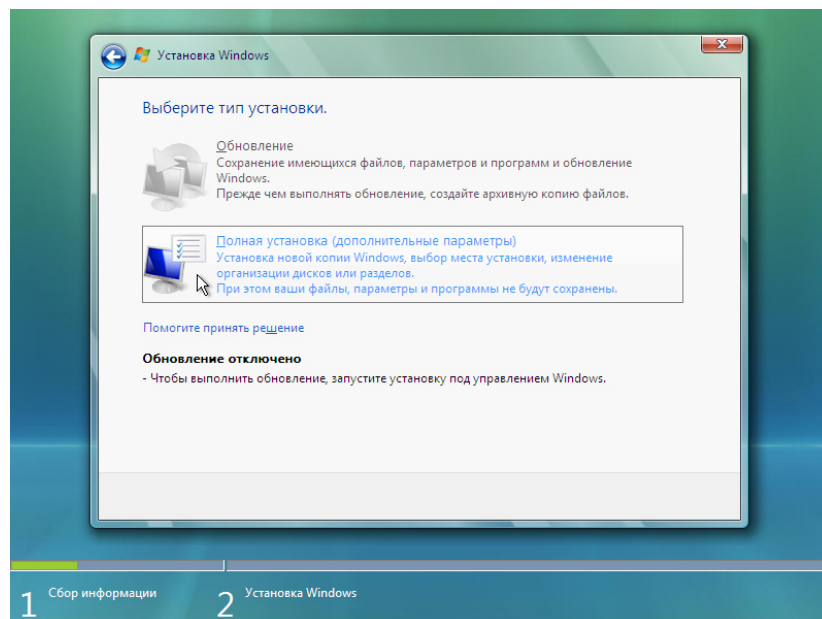 Установка Windows
Выберите тип установки.
Обновление
Сохранение имеющихся файлов, параметров и программ и обновление
Windows.
Прежде чем выполнять обновление, создайте архивную копию файлов.
Полная установка (дополнительные параметры)
Установка новой копии Windows, выбор места установки, изменение
организации дисков или разделов.
При этом ваши файлы, параметры и программы не будут сохранены.
Помогите принять решение
Обновление отключено
- Чтобы выполнить обновление, запустите установку под управлением Windows.
1 Сбор информации
2 Установка Windows